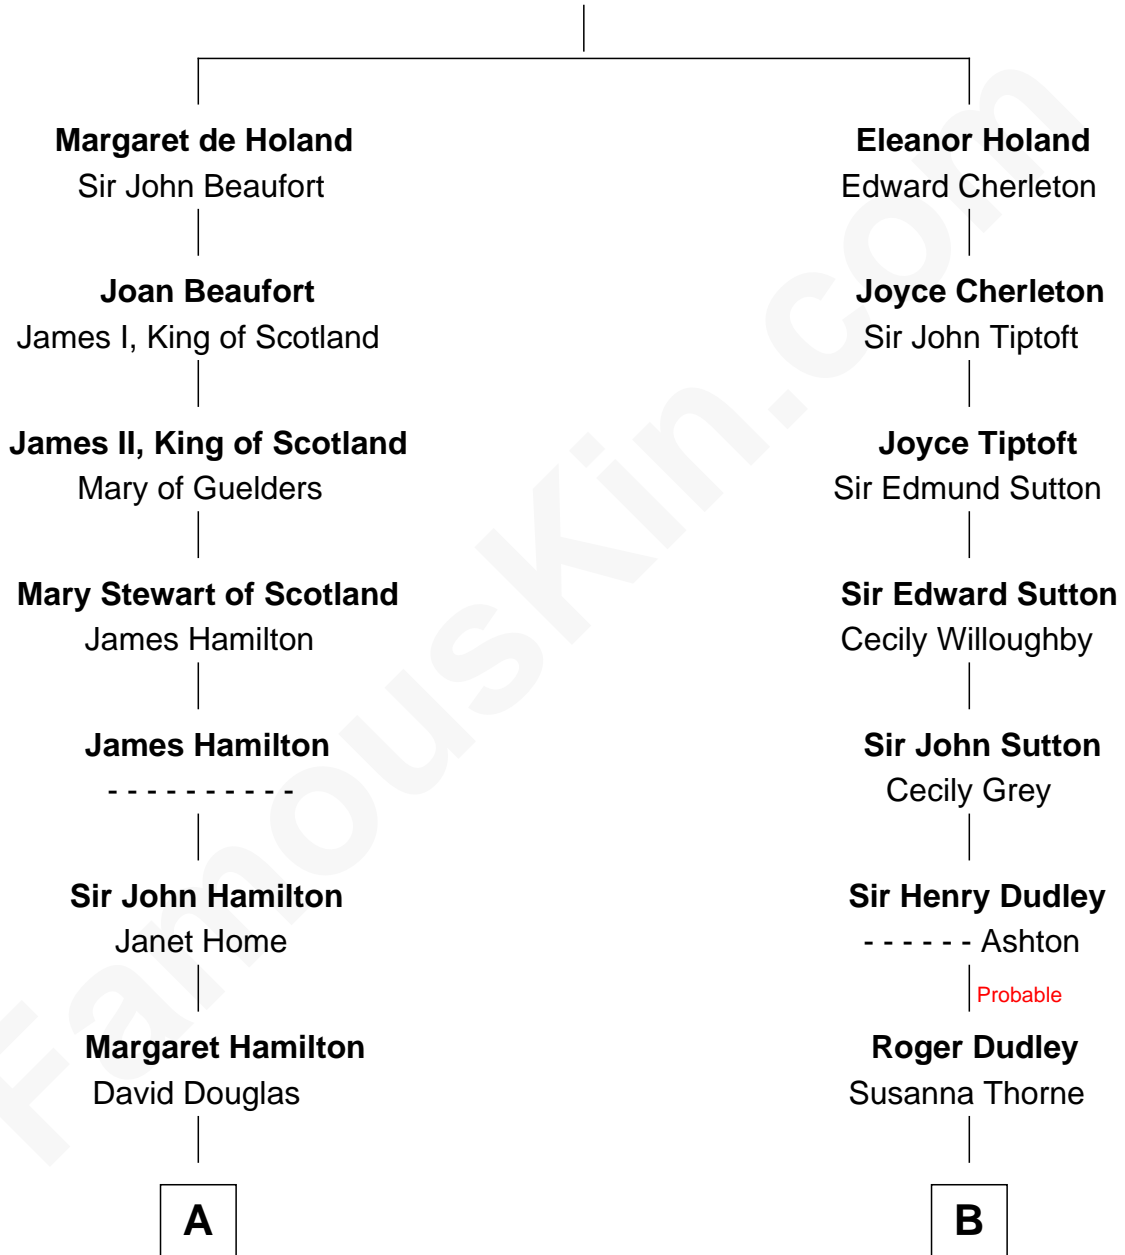 Margaret de Holand
Sir John Beaufort
Joan Beaufort
James I, King of Scotland
James II, King of Scotland
Mary of Guelders
Mary Stewart of Scotland
James Hamilton
James Hamilton
- - - - - - - - - -
Sir John Hamilton
Janet Home
Margaret Hamilton
David Douglas
A
Eleanor Holand
Edward Cherleton
Joyce Cherleton
Sir John Tiptoft
Joyce Tiptoft
Sir Edmund Sutton
Sir Edward Sutton
Cecily Willoughby
Sir John Sutton
Cecily Grey
Sir Henry Dudley
- - - - - - Ashton
Probable
Roger Dudley
Susanna Thorne
B
FamousKin.com